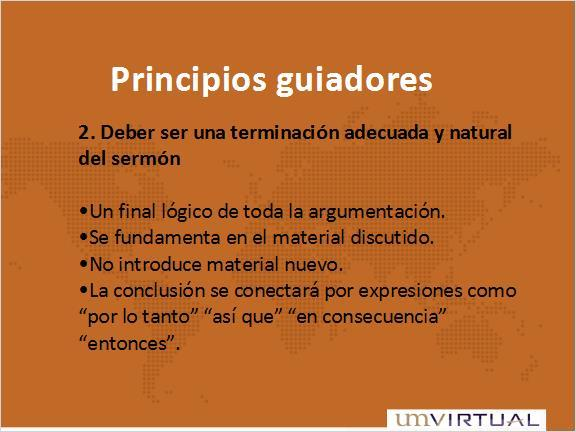 Principios guiadores
2. Deber ser una terminación adecuada y natural
del sermón
•Un final lógico de toda la argumentación.
•Se fundamenta en el material discutido.
•No introduce material nuevo.
•La conclusión se conectará por expresiones como
“por lo tanto” “así que” “en consecuencia”
“entonces”.
umVIRTUAL